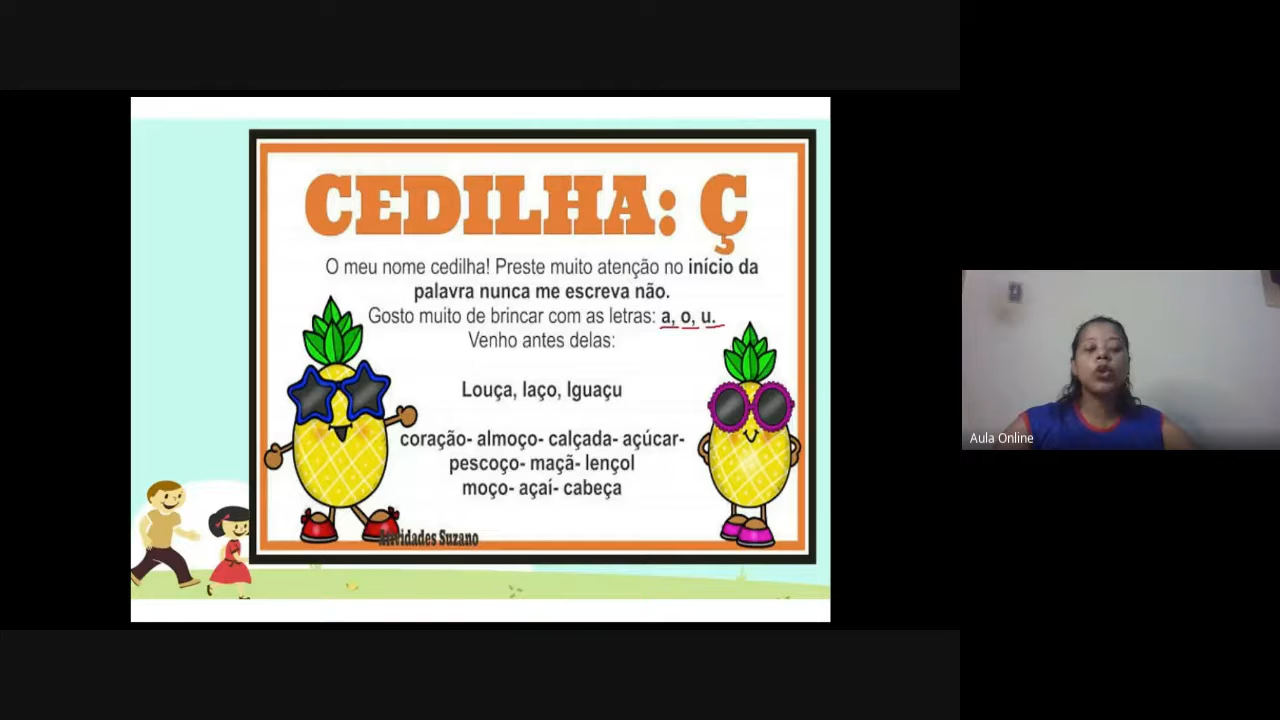 CEDILHA: Ç
O meu nome cedilha! Preste muito atenção no início da
palavra nunca me escreva não.
Gosto muito de brincar com as letras: a, o, u.
Venho antes delas:
Louça, laço, Iguaçu
coração- almoço- calçada- açúcar-
pescoço- maçã- lençol
moço- açaí- cabeça
Atividades Suzano
Aula Online